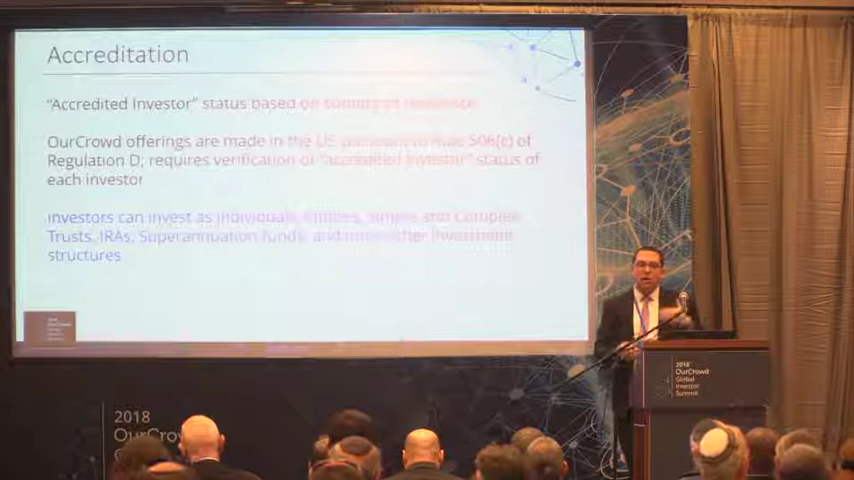 Accreditation
"Accredited Investor" status based on country of residence
OurCrowd offerings are made in the US pursuant to Rule 506(c) of
Regulation D; requires verification of "accredited investor" status of
each investor
Investors can invest as Individuals, Entities, Simple and Complex
Trusts, IRAs, Superannuation funds, and many other investment
structures
2018
OurCrowd
Global
Investor
Summit
2018
OurCrowd